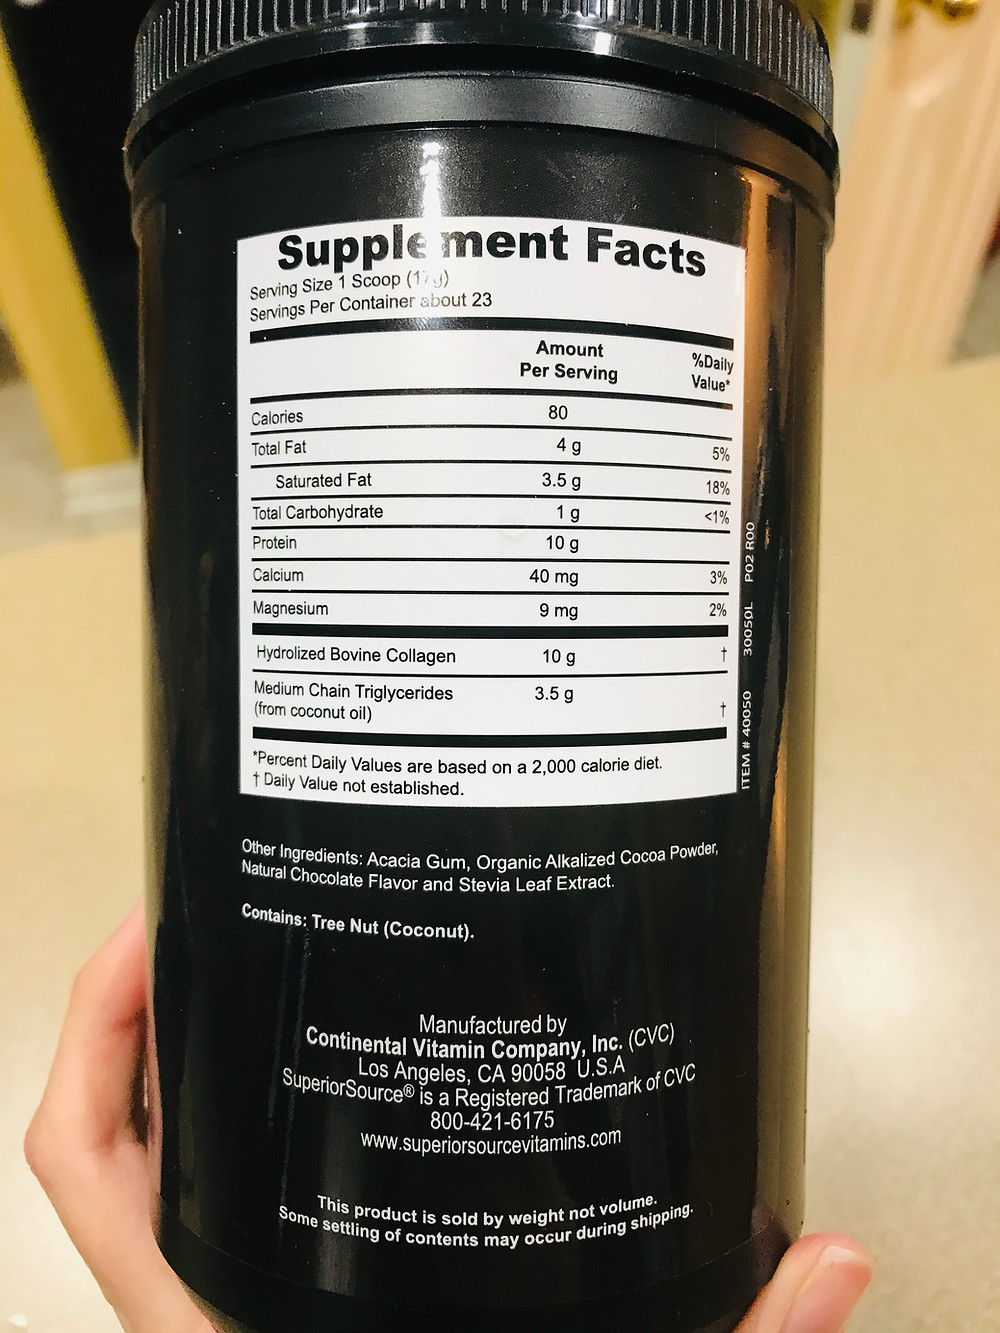 Supplement Facts
Serving Size 1 Scoop (17g)
Servings Per Container about 23
Amount Per Serving %Daily Value*
Calories 80
Total Fat 4 g 5%
Saturated Fat 3.5 g 18%
Total Carbohydrate 1 g <1%
Protein 10 g
Calcium 40 mg 3%
Magnesium 9 mg 2%
Hydrolized Bovine Collagen 10 g †
Medium Chain Triglycerides 3.5 g
(from coconut oil) †
*Percent Daily Values are based on a 2,000 calorie diet.
† Daily Value not established.
ITEM # 40050 30050L P02 R00
Other Ingredients: Acacia Gum, Organic Alkalized Cocoa Powder,
Natural Chocolate Flavor and Stevia Leaf Extract.
Contains: Tree Nut (Coconut).
Manufactured by
Continental Vitamin Company, Inc. (CVC)
Los Angeles, CA 90058 U.S.A
SuperiorSource® is a Registered Trademark of CVC
800-421-6175
www.superiorsourcevitamins.com
This product is sold by weight not volume.
Some settling of contents may occur during shipping.